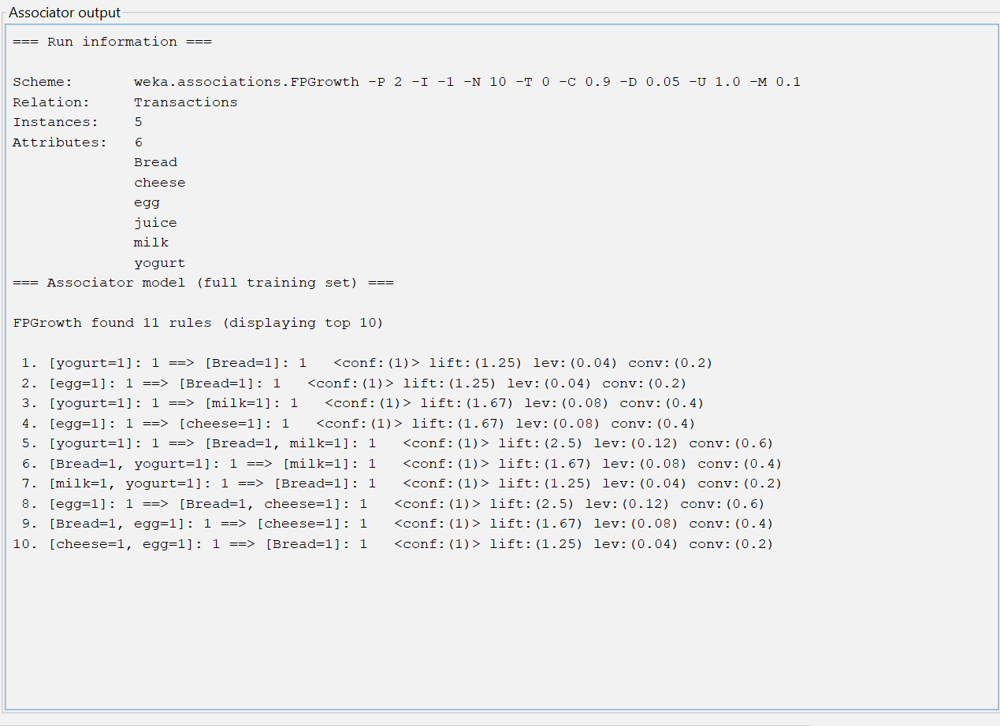 Associator output
=== Run information ===
Scheme: weka.associations.FPGrowth -P 2 -I -1 -N 10 -T 0 -C 0.9 -D 0.05 -U 1.0 -M 0.1
Relation: Transactions
Instances: 5
Attributes: 6
Bread
cheese
egg
juice
milk
yogurt
=== Associator model (full training set) ===
FPGrowth found 11 rules (displaying top 10)
1. [yogurt=1]: 1 ==> [Bread=1]: 1 <conf:(1)> lift:(1.25) lev:(0.04) conv:(0.2)
2. [egg=1]: 1 ==> [Bread=1]: 1 <conf:(1)> lift:(1.25) lev:(0.04) conv:(0.2)
3. [yogurt=1]: 1 ==> [milk=1]: 1 <conf:(1)> lift:(1.67) lev:(0.08) conv:(0.4)
4. [egg=1]: 1 ==> [cheese=1]: 1 <conf:(1)> lift:(1.67) lev:(0.08) conv:(0.4)
5. [yogurt=1]: 1 ==> [Bread=1, milk=1]: 1 <conf:(1)> lift:(2.5) lev:(0.12) conv:(0.6)
6. [Bread=1, yogurt=1]: 1 ==> [milk=1]: 1 <conf:(1)> lift:(1.67) lev:(0.08) conv:(0.4)
7. [milk=1, yogurt=1]: 1 ==> [Bread=1]: 1 <conf:(1)> lift:(1.25) lev:(0.04) conv:(0.2)
8. [egg=1]: 1 ==> [Bread=1, cheese=1]: 1 <conf:(1)> lift:(2.5) lev:(0.12) conv:(0.6)
9. [Bread=1, egg=1]: 1 ==> [cheese=1]: 1 <conf:(1)> lift:(1.67) lev:(0.08) conv:(0.4)
10. [cheese=1, egg=1]: 1 ==> [Bread=1]: 1 <conf:(1)> lift:(1.25) lev:(0.04) conv:(0.2)